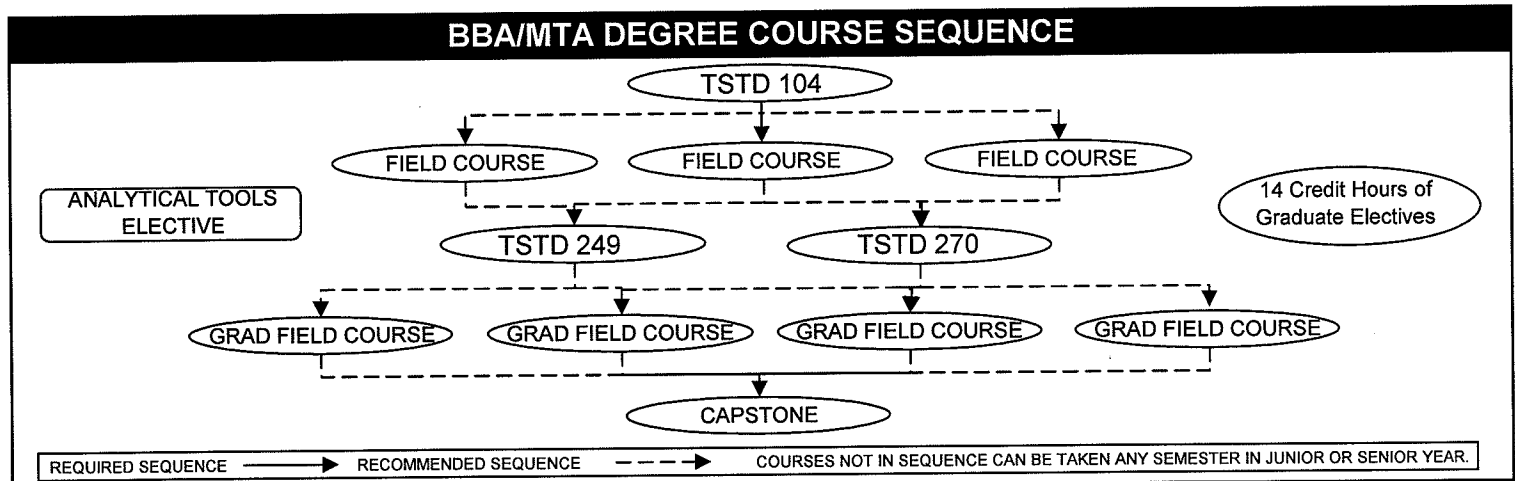 BBA/MTA DEGREE COURSE SEQUENCE
TSTD 104
FIELD COURSE
FIELD COURSE
FIELD COURSE
ANALYTICAL TOOLS
ELECTIVE
14 Credit Hours of
Graduate Electives
TSTD 249
TSTD 270
GRAD FIELD COURSE
GRAD FIELD COURSE
GRAD FIELD COURSE
GRAD FIELD COURSE
CAPSTONE
REQUIRED SEQUENCE
RECOMMENDED SEQUENCE
COURSES NOT IN SEQUENCE CAN BE TAKEN ANY SEMESTER IN JUNIOR OR SENIOR YEAR.